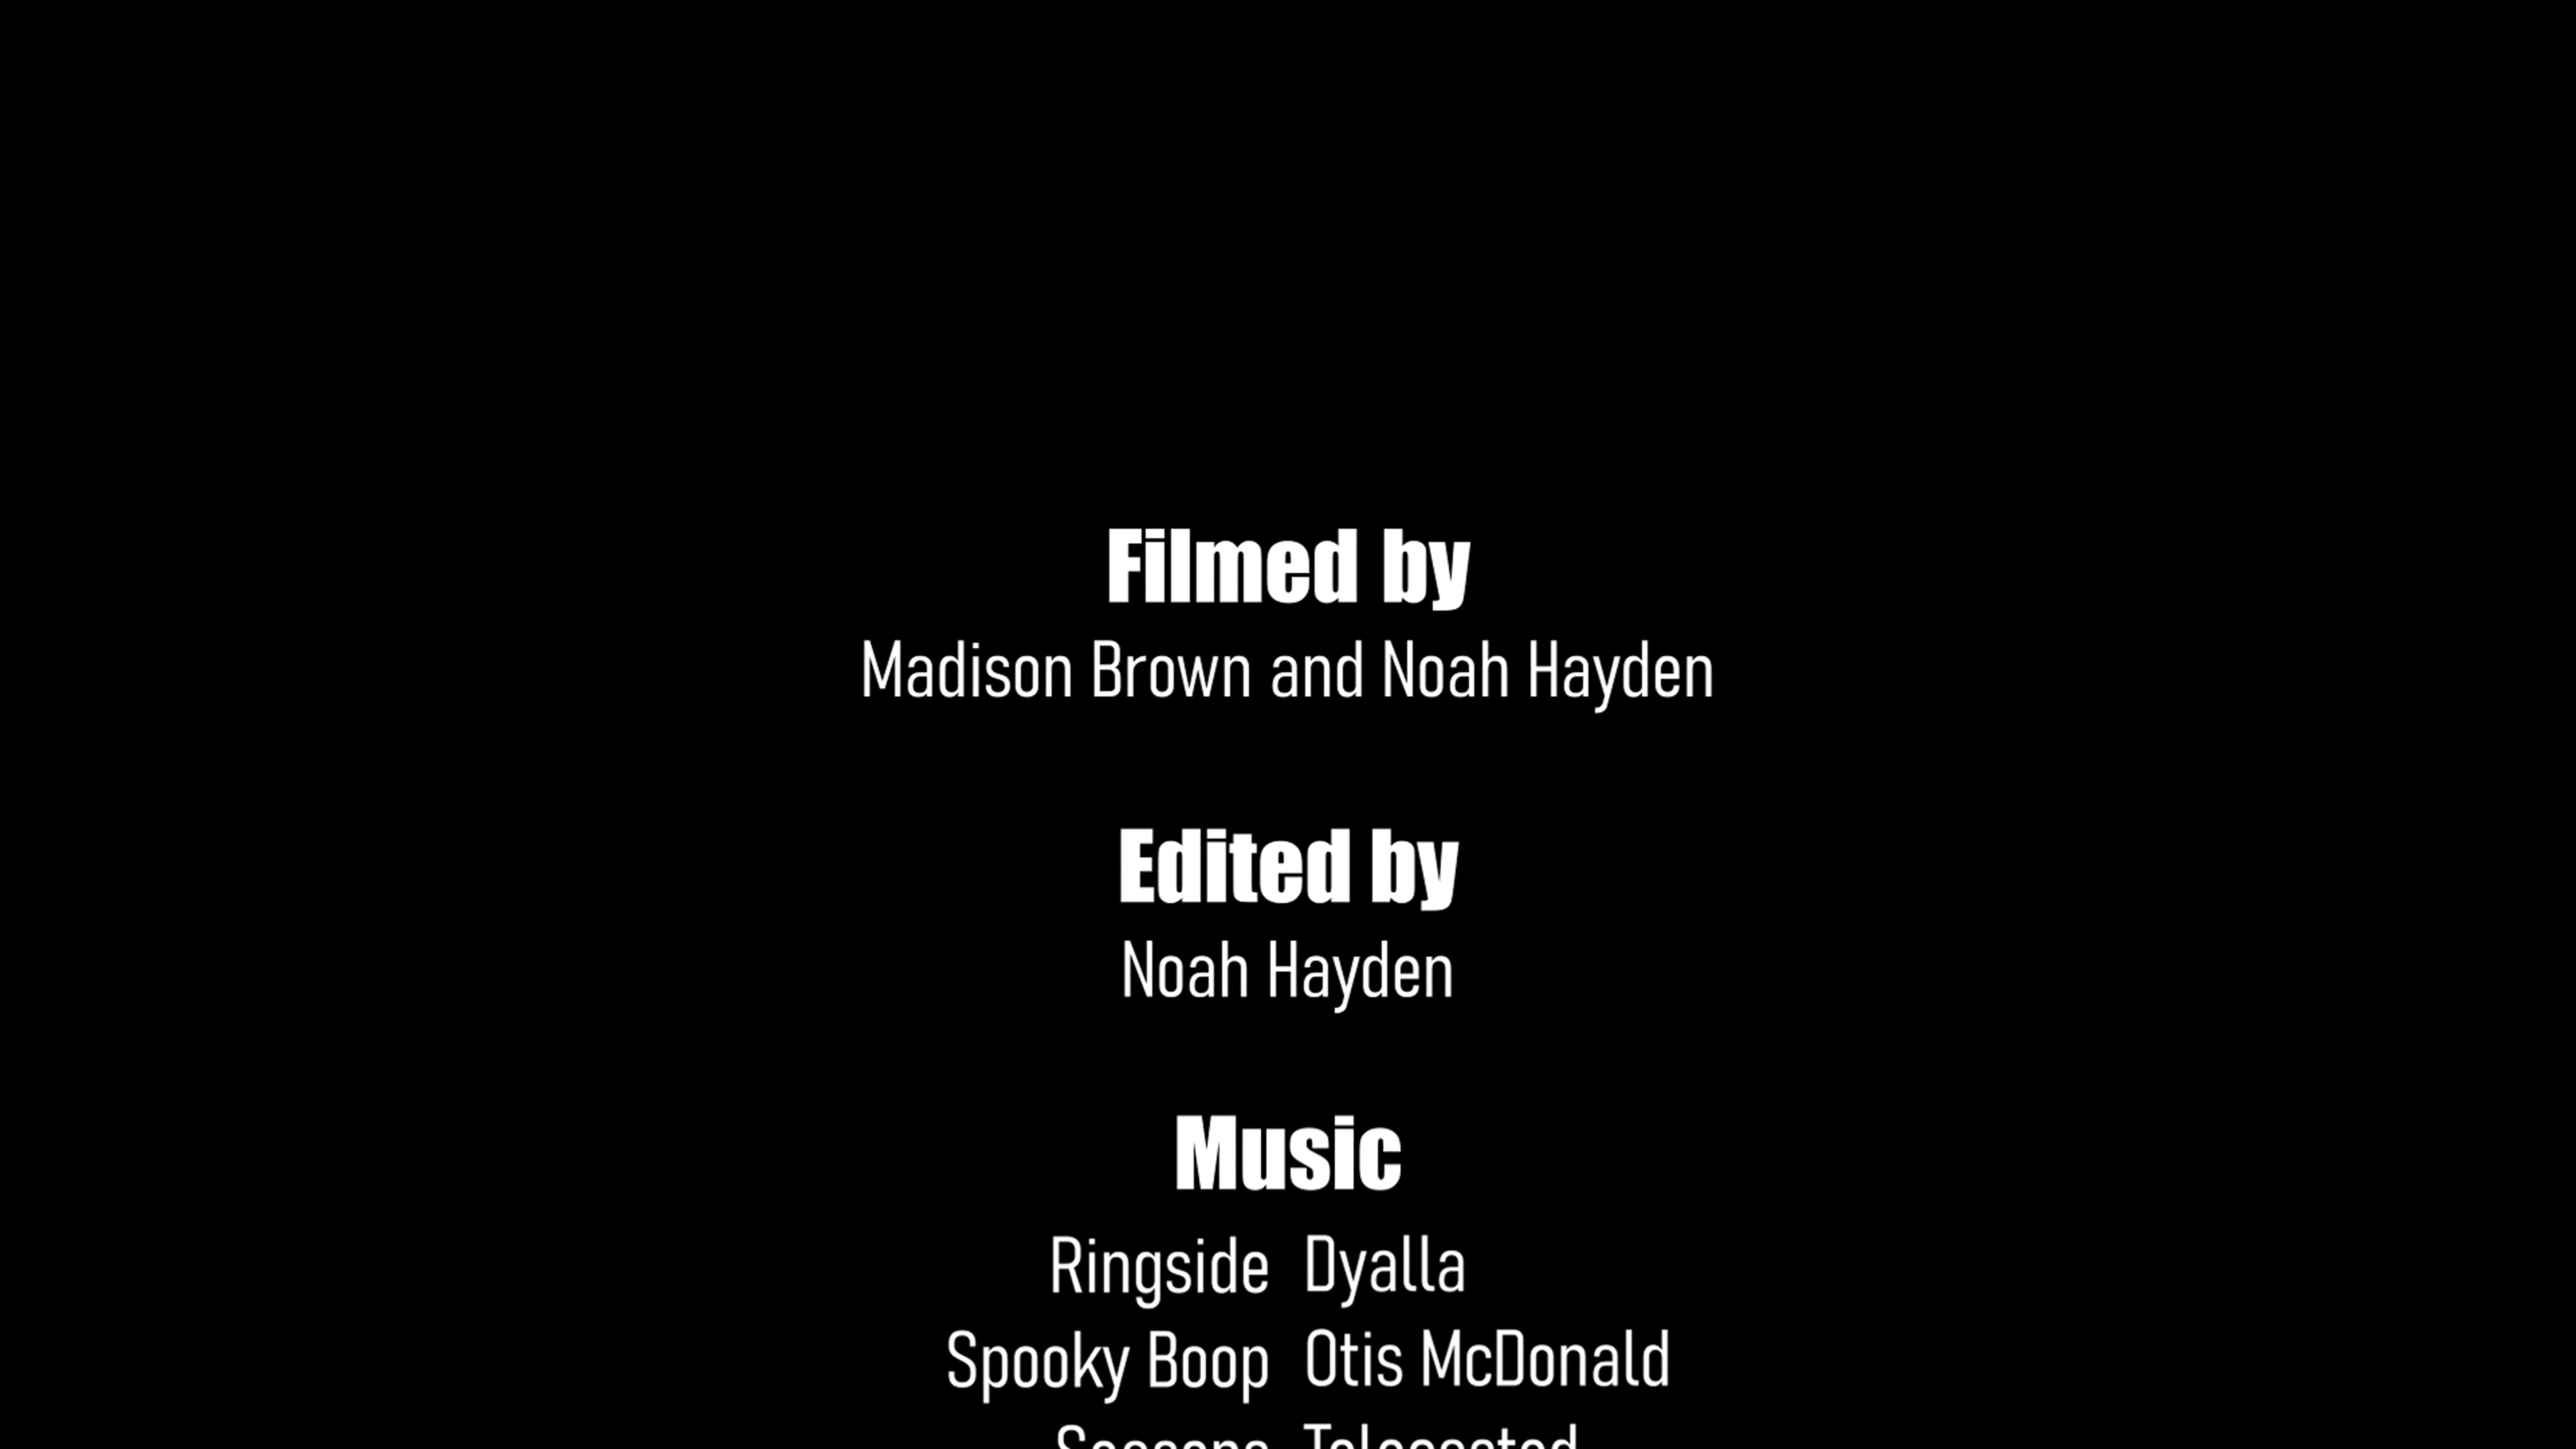 Filmed by
Madison Brown and Noah Hayden
Edited by
Noah Hayden
Music
Ringside Dyalla
Spooky Boop Otis McDonald